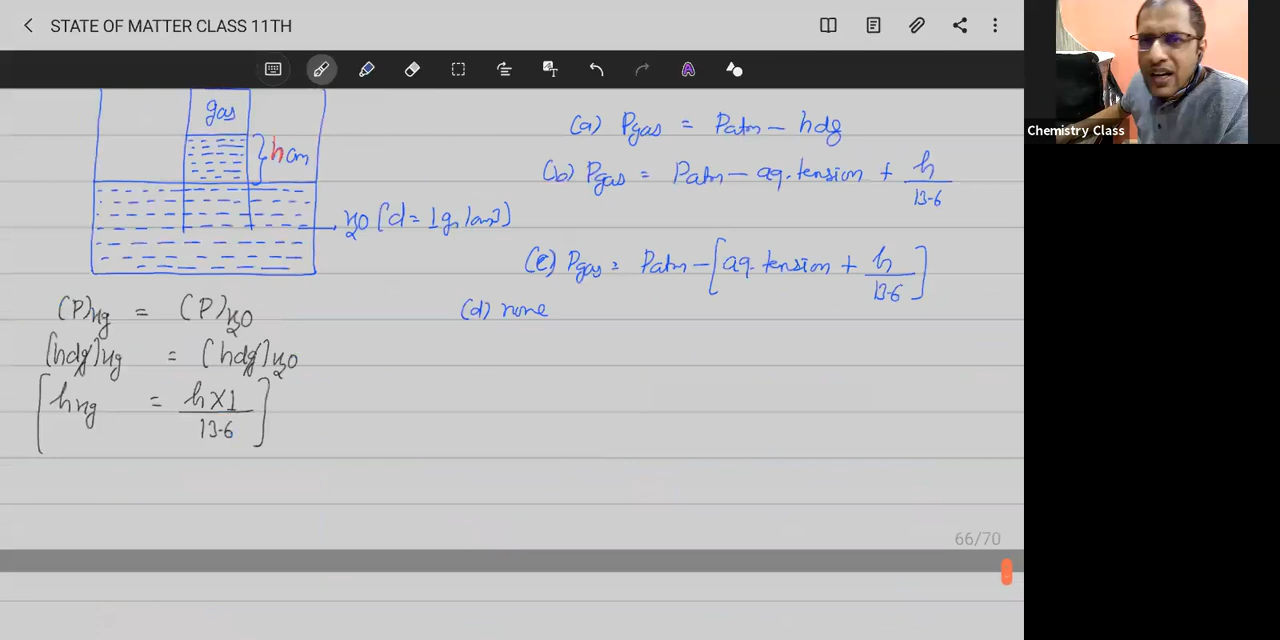 STATE OF MATTER CLASS 11TH
Chemistry Class
gas
h cm
H2O [d = 1 gm/cm3]
(a) Pgas = Patm - hdg
(b) Pgas = Patm - aq. tension + h/13.6
(c) Pgas = Patm - [aq. tension + h/13.6]
(d) none
(P)Hg = (P)H2O
[hdg]Hg = [hdg]H2O
[hHg = h×1/13.6]
66/70